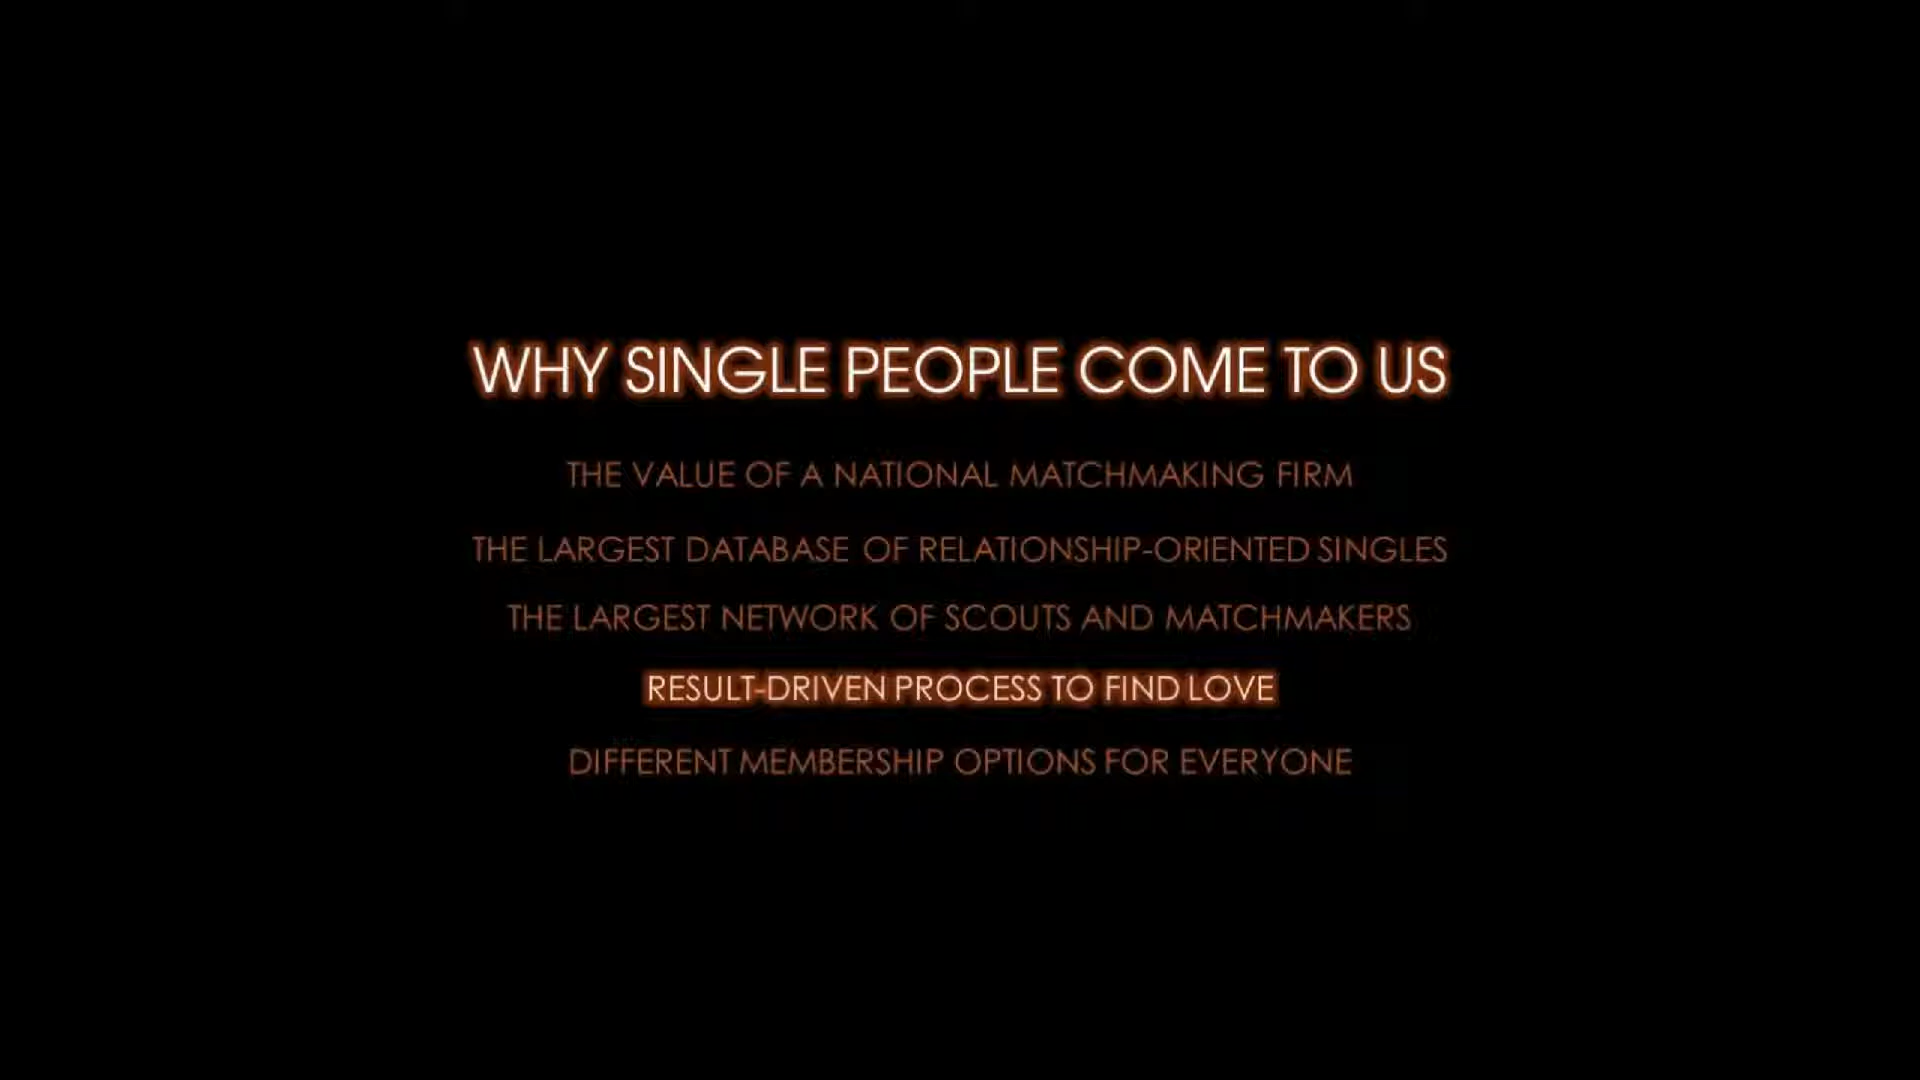 WHY SINGLE PEOPLE COME TO US
THE VALUE OF A NATIONAL MATCHMAKING FIRM
THE LARGEST DATABASE OF RELATIONSHIP-ORIENTED SINGLES
THE LARGEST NETWORK OF SCOUTS AND MATCHMAKERS
RESULT-DRIVEN PROCESS TO FIND LOVE
DIFFERENT MEMBERSHIP OPTIONS FOR EVERYONE